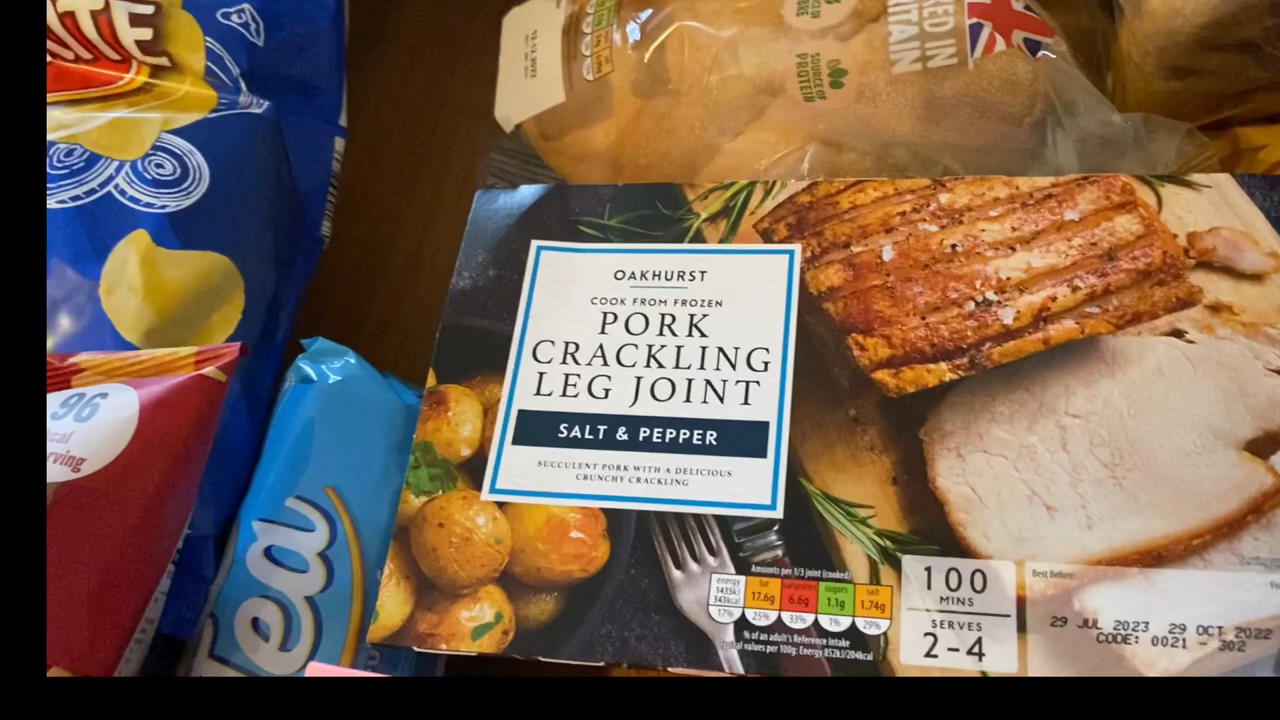 BAKED IN
BRITAIN
SOURCE OF
PROTEIN
96
OAKHURST
COOK FROM FROZEN
PORK
CRACKLING
LEG JOINT
SALT & PEPPER
SUCCULENT PORK WITH A DELICIOUS
CRUNCHY CRACKLING
Amounts per 1/3 joint (cooked)
energy fat saturates sugars salt
1435kJ 17.6g 6.6g 1.1g 1.74g
343kcal
17% 25% 33% 1% 29%
% of an adult's Reference Intake
values per 100g: Energy 852kJ/204kcal
100
MINS
SERVES
2-4
Best Before:
29 JUL 2023 29 OCT 2022
CODE: 0021 - 302